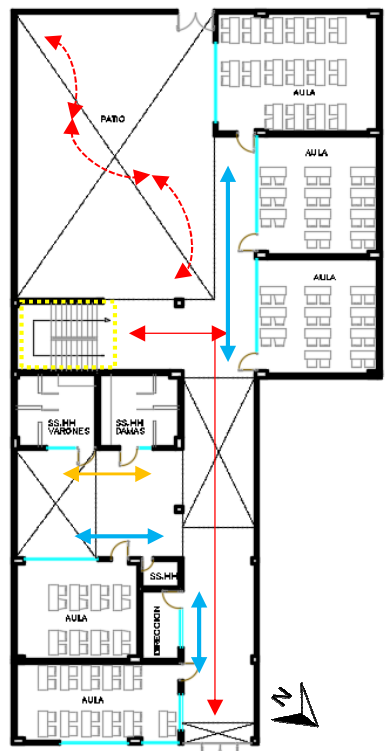 PATIO
AULA
AULA
AULA
SS.HH
VARONES
SS.HH
DAMAS
SS.HH
AULA
DIRECCION
AULA
N